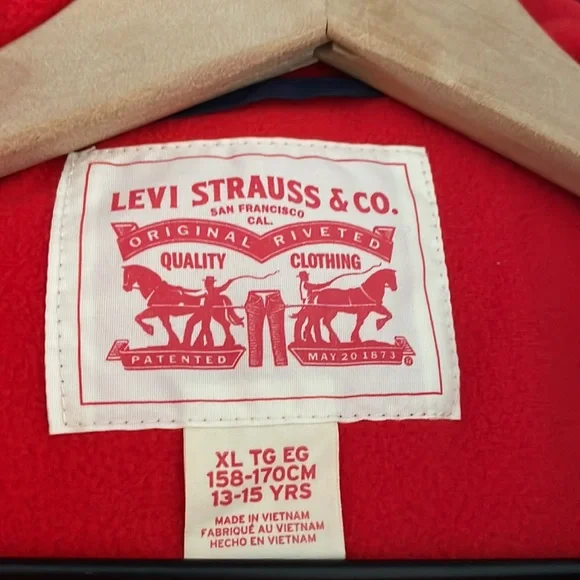 LEVI STRAUSS & CO.
SAN FRANCISCO
CAL.
ORIGINAL RIVETED
QUALITY CLOTHING
PATENTED MAY 20 1873
XL TG EG
158-170CM
13-15 YRS
MADE IN VIETNAM
FABRIQUÉ AU VIETNAM
HECHO EN VIETNAM